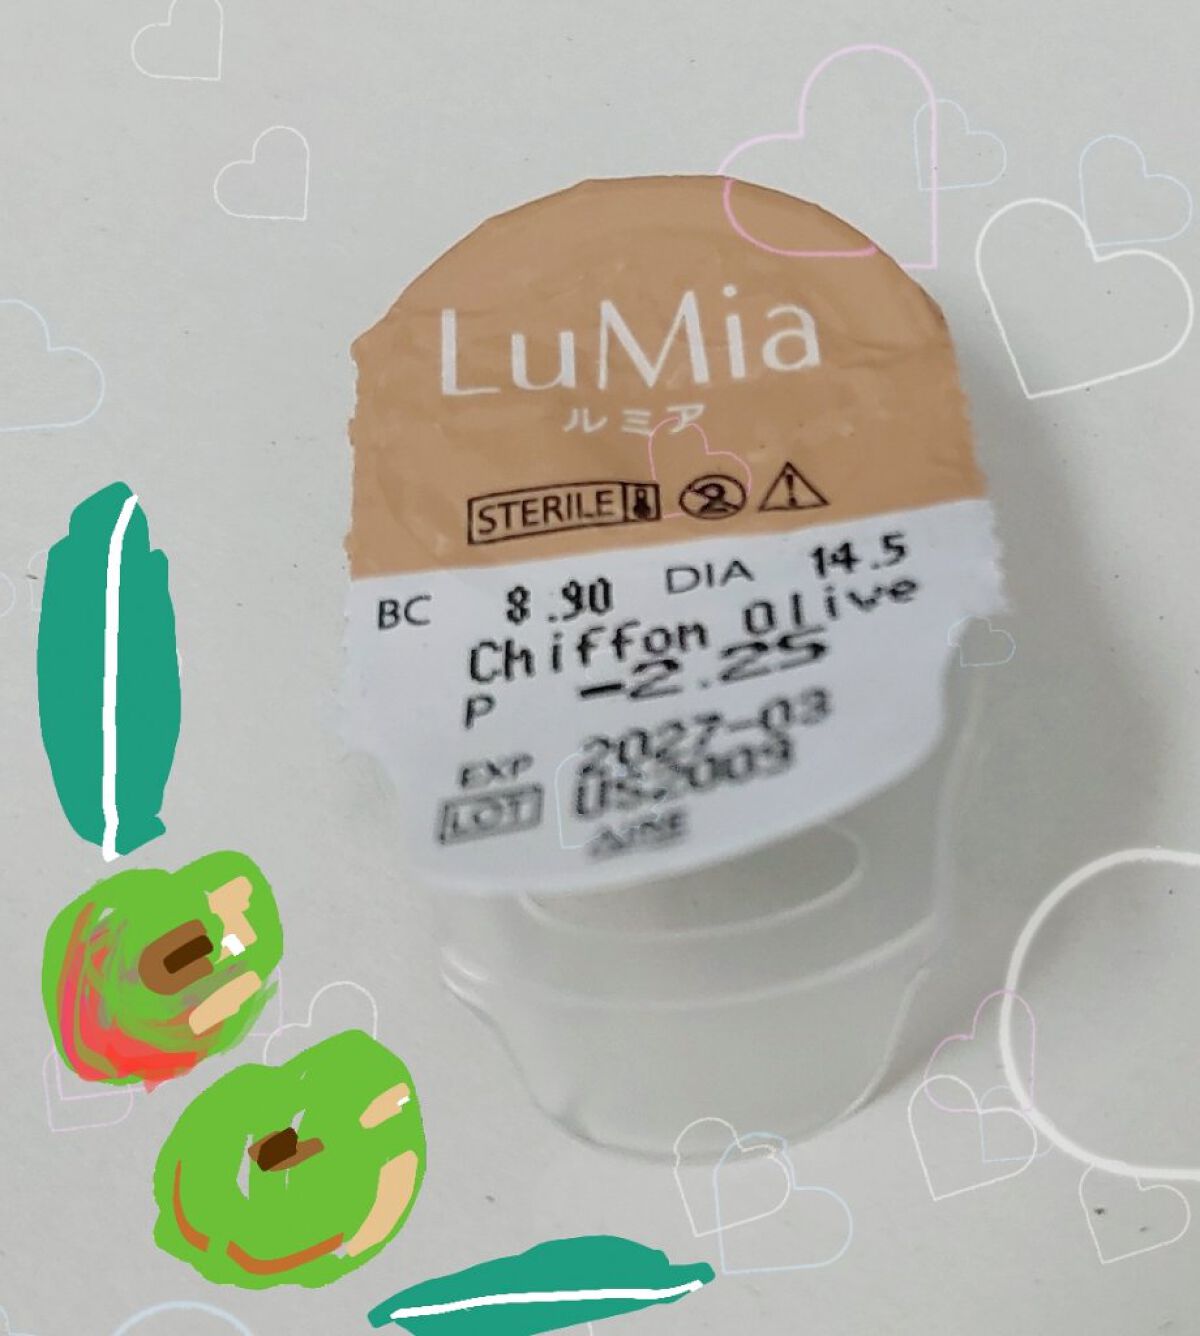 LuMia
ルミア
STERILE 2
BC 8.90 DIA 14.5
Chiffon Olive
P -2.25
EXP 2027-03
LOT